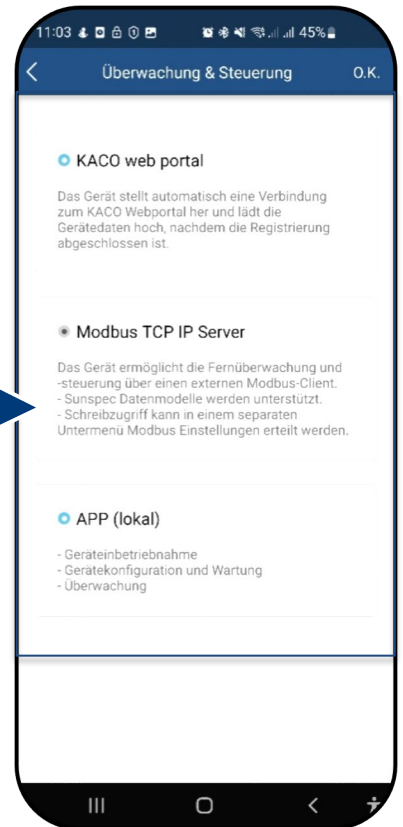 11:03
45%
Überwachung & Steuerung O.K.
KACO web portal
Das Gerät stellt automatisch eine Verbindung
zum KACO Webportal her und lädt die
Gerätedaten hoch, nachdem die Registrierung
abgeschlossen ist.
Modbus TCP IP Server
Das Gerät ermöglicht die Fernüberwachung und
-steuerung über einen externen Modbus-Client.
- Sunspec Datenmodelle werden unterstützt.
- Schreibzugriff kann in einem separaten
Untermenü Modbus Einstellungen erteilt werden.
APP (lokal)
- Geräteinbetriebnahme
- Gerätekonfiguration und Wartung
- Überwachung